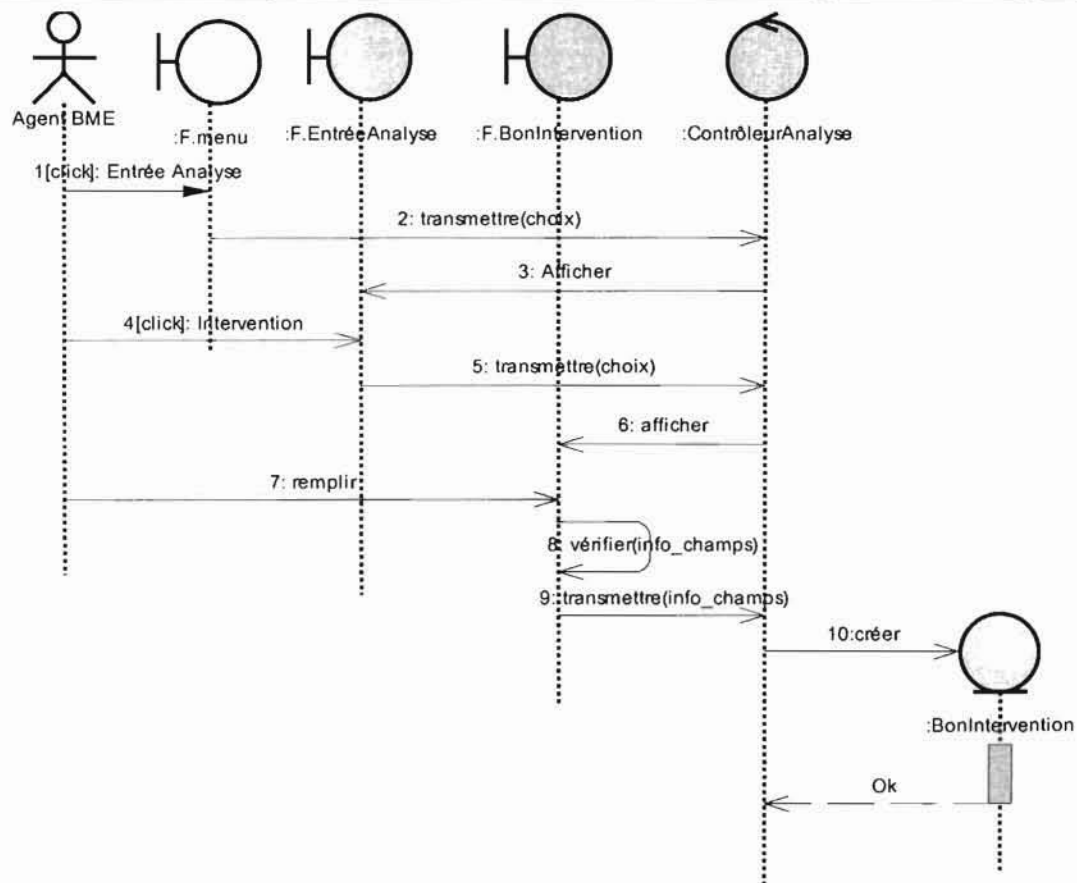 Agent BME
:F.menu
:F.EntréeAnalyse
:F.BonIntervention
:ContrôleurAnalyse
1[click]: Entrée Analyse
2: transmettre(choix)
3: Afficher
4[click]: Intervention
5: transmettre(choix)
6: afficher
7: remplir
8: vérifier(info_champs)
9: transmettre(info_champs)
10:créer
:BonIntervention
Ok